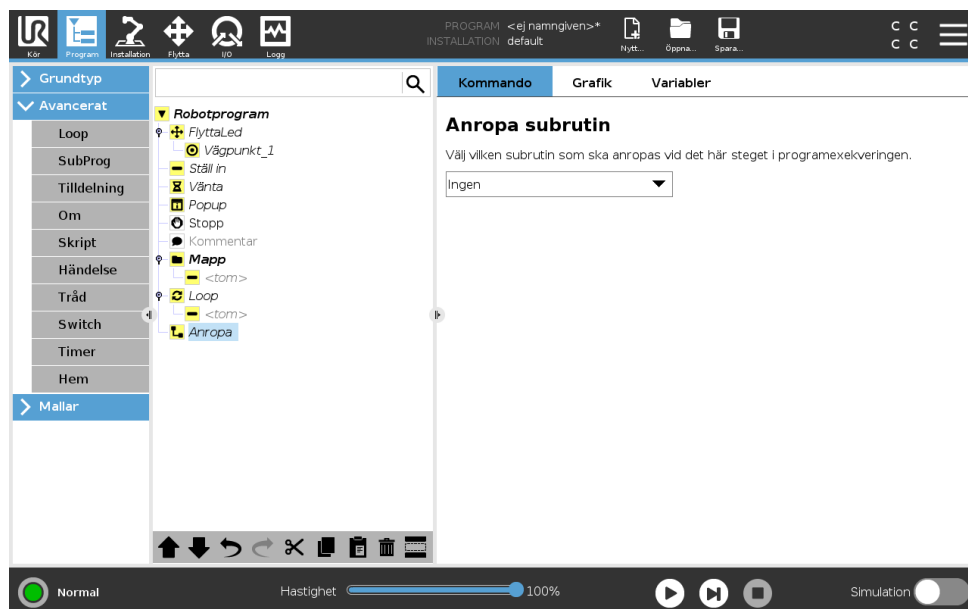 UR
PROGRAM <ej namngiven>*
INSTALLATION default
C C
C C
Kör
Program
Installation
Flytta
I/O
Logg
Nytt...
Öppna...
Spara...
Grundtyp
Avancerat
Loop
SubProg
Tilldelning
Om
Skript
Händelse
Tråd
Switch
Timer
Hem
Mallar
Robotprogram
FlyttaLed
Vägpunkt_1
Ställ in
Vänta
Popup
Stopp
Kommentar
Mapp
<tom>
Loop
<tom>
Anropa
Kommando
Grafik
Variabler
Anropa subrutin
Välj vilken subrutin som ska anropas vid det här steget i programexekveringen.
Ingen
Normal
Hastighet
100%
Simulation